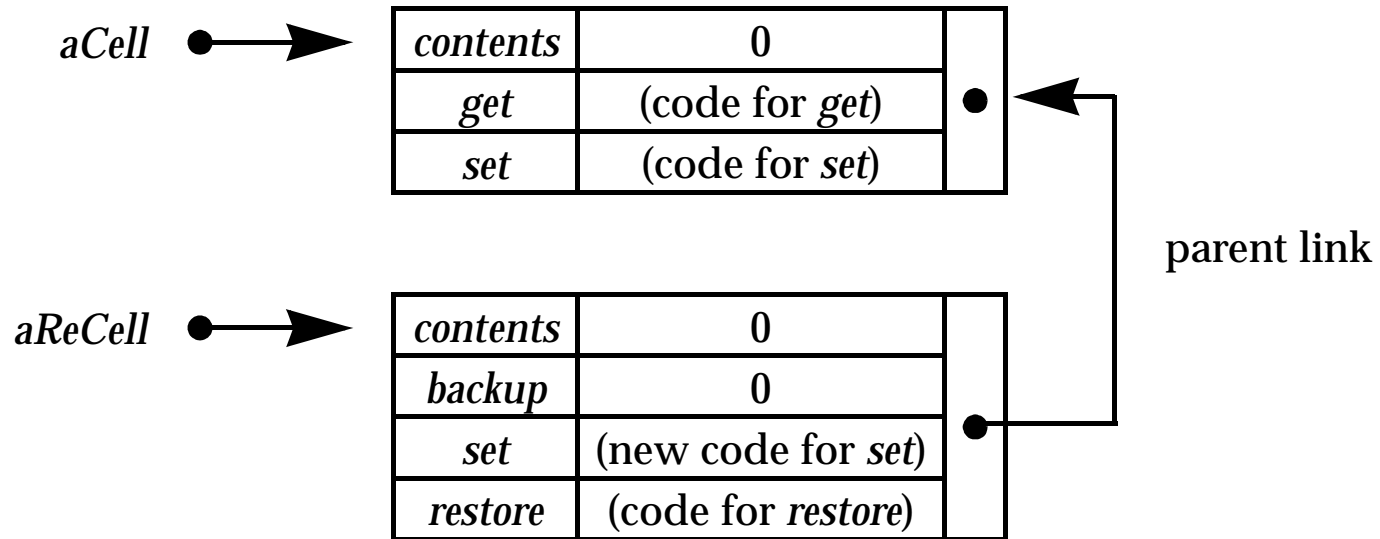 aCell contents 0
get (code for get)
set (code for set)
parent link
aReCell contents 0
backup 0
set (new code for set)
restore (code for restore)